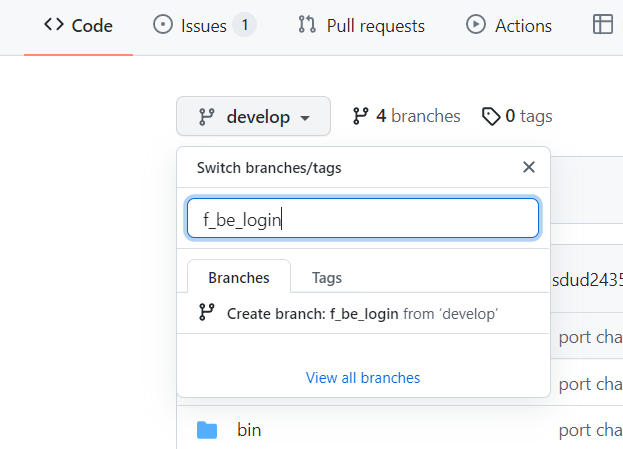 Code Issues 1 Pull requests Actions
develop 4 branches 0 tags
Switch branches/tags
f_be_login
Branches Tags
sdud2435
Create branch: f_be_login from 'develop'
port cha
View all branches
port cha
bin port cha